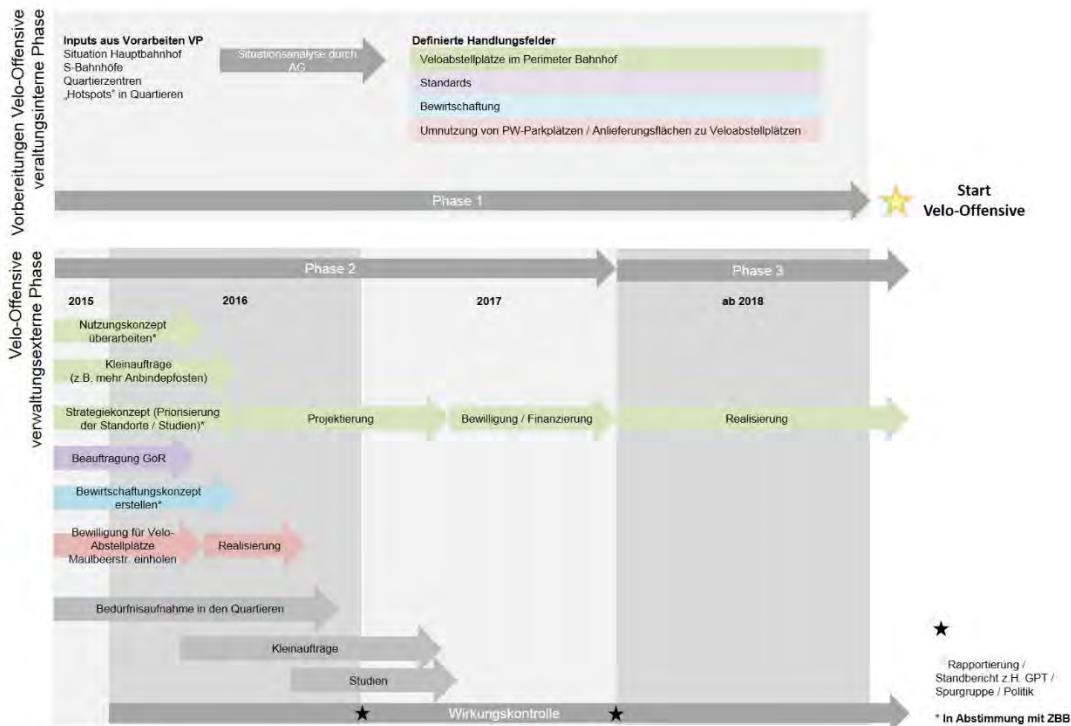 Vorbereitungen Velo-Offensive
veraltungsinterne Phase
Inputs aus Vorarbeiten VP
Situation Hauptbahnhof
S-Bahnhöfe
Quartierzentren
„Hotspots" in Quartieren
Situationsanalyse durch
AG
Definierte Handlungsfelder
Veloabstellplätze im Perimeter Bahnhof
Standards
Bewirtschaftung
Umnutzung von PW-Parkplätzen / Anlieferungsflächen zu Veloabstellplätzen
Phase 1
Start
Velo-Offensive
Velo-Offensive
verwaltungsexterne Phase
Phase 2
Phase 3
2015
2016
2017
ab 2018
Nutzungskonzept
überarbeiten*
Kleinaufträge
(z.B. mehr Anbindepfosten)
Strategiekonzept (Priorisierung
der Standorte / Studien)*
Projektierung
Bewilligung / Finanzierung
Realisierung
Beauftragung GöR
Bewirtschaftungskonzept
erstellen*
Bewilligung für Velo-
Abstellplätze
Maulbeerstr. einholen
Realisierung
Bedürfnisaufnahme in den Quartieren
Kleinaufträge
Studien
Wirkungskontrolle
Rapportierung /
Standbericht z.H. GPT /
Spurgruppe / Politik
* In Abstimmung mit ZBB